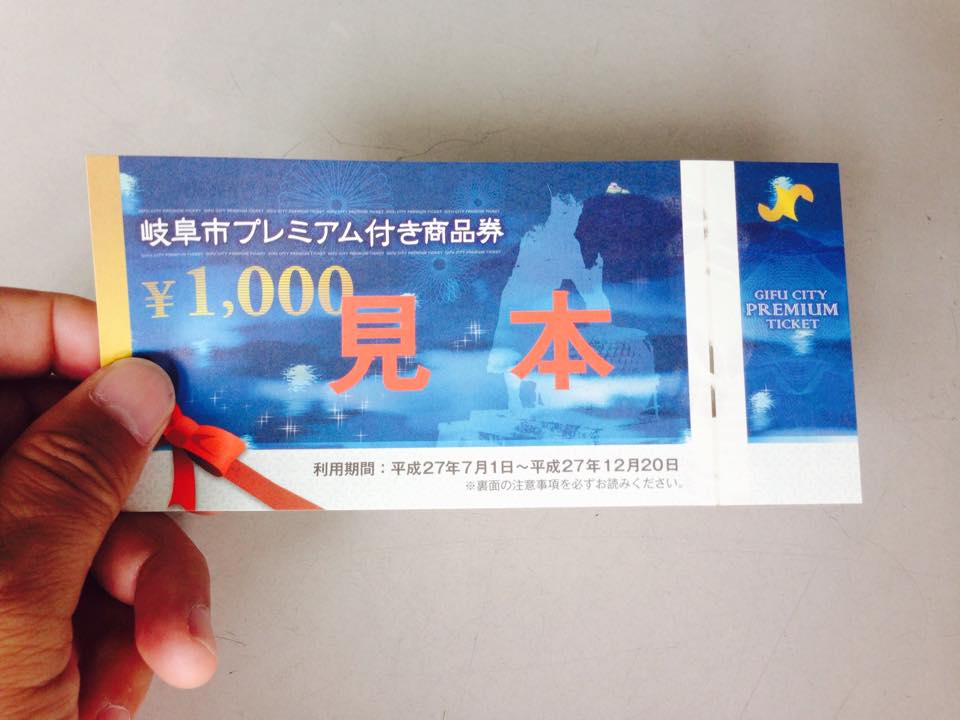 岐阜市プレミアム付き商品券
¥1,000
見本
利用期間：平成27年7月1日～平成27年12月20日
※裏面の注意事項を必ずお読みください。
GIFU CITY
PREMIUM
TICKET